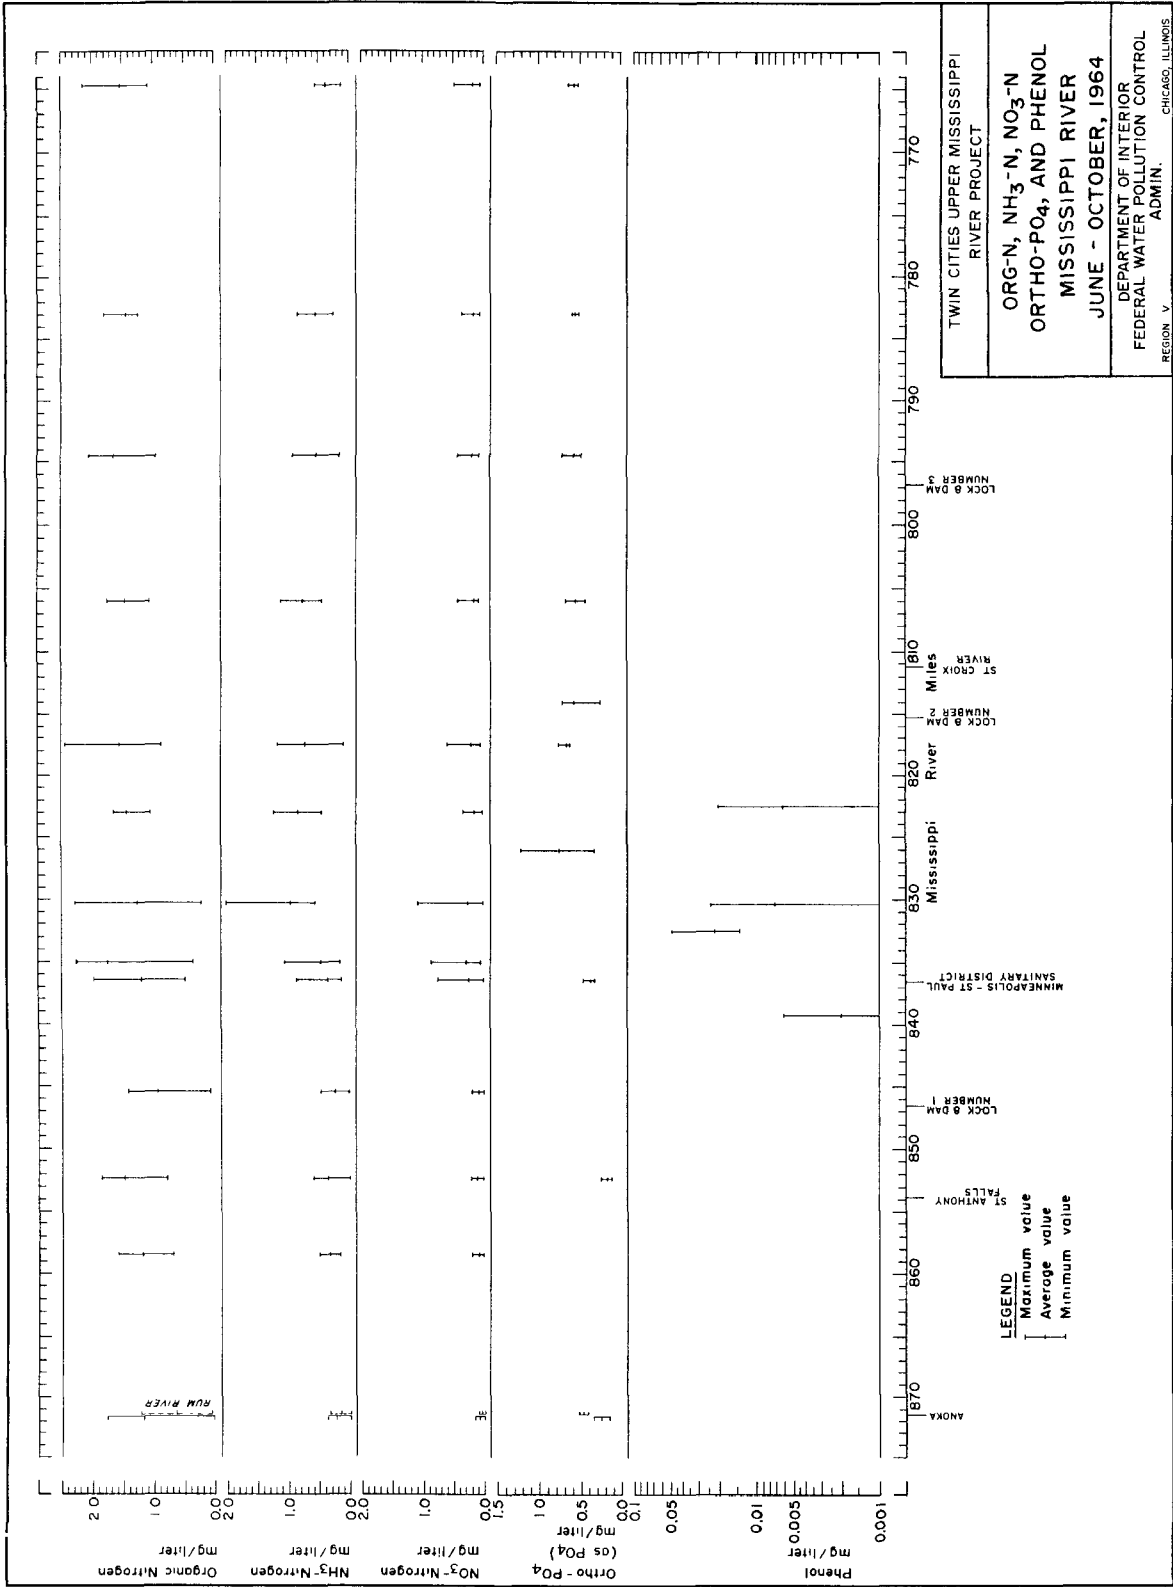 TWIN CITIES UPPER MISSISSIPPI
RIVER PROJECT
ORG-N, NH3-N, NO3-N
ORTHO-PO4, AND PHENOL
MISSISSIPPI RIVER
JUNE - OCTOBER, 1964
DEPARTMENT OF INTERIOR
FEDERAL WATER POLLUTION CONTROL
ADMIN.
REGION V CHICAGO, ILLINOIS
Organic Nitrogen
mg/liter
2.0
1.0
0.0
NH3-Nitrogen
mg/liter
2.0
1.0
0.0
NO3-Nitrogen
mg/liter
2.0
1.0
0.0
Ortho-PO4
(as PO4)
mg/liter
1.5
1.0
0.5
0.0
Phenol
mg/liter
0.1
0.05
0.01
0.005
0.001
RUM RIVER
870
860
850
840
830
820
810
800
790
780
770
Mississippi River Miles
ANOKA
ST ANTHONY
FALLS
LOCK & DAM
NUMBER 1
MINNEAPOLIS - ST PAUL
SANITARY DISTRICT
LOCK & DAM
NUMBER 2
ST CROIX
RIVER
LOCK & DAM
NUMBER 3
LEGEND
Maximum value
Average value
Minimum value